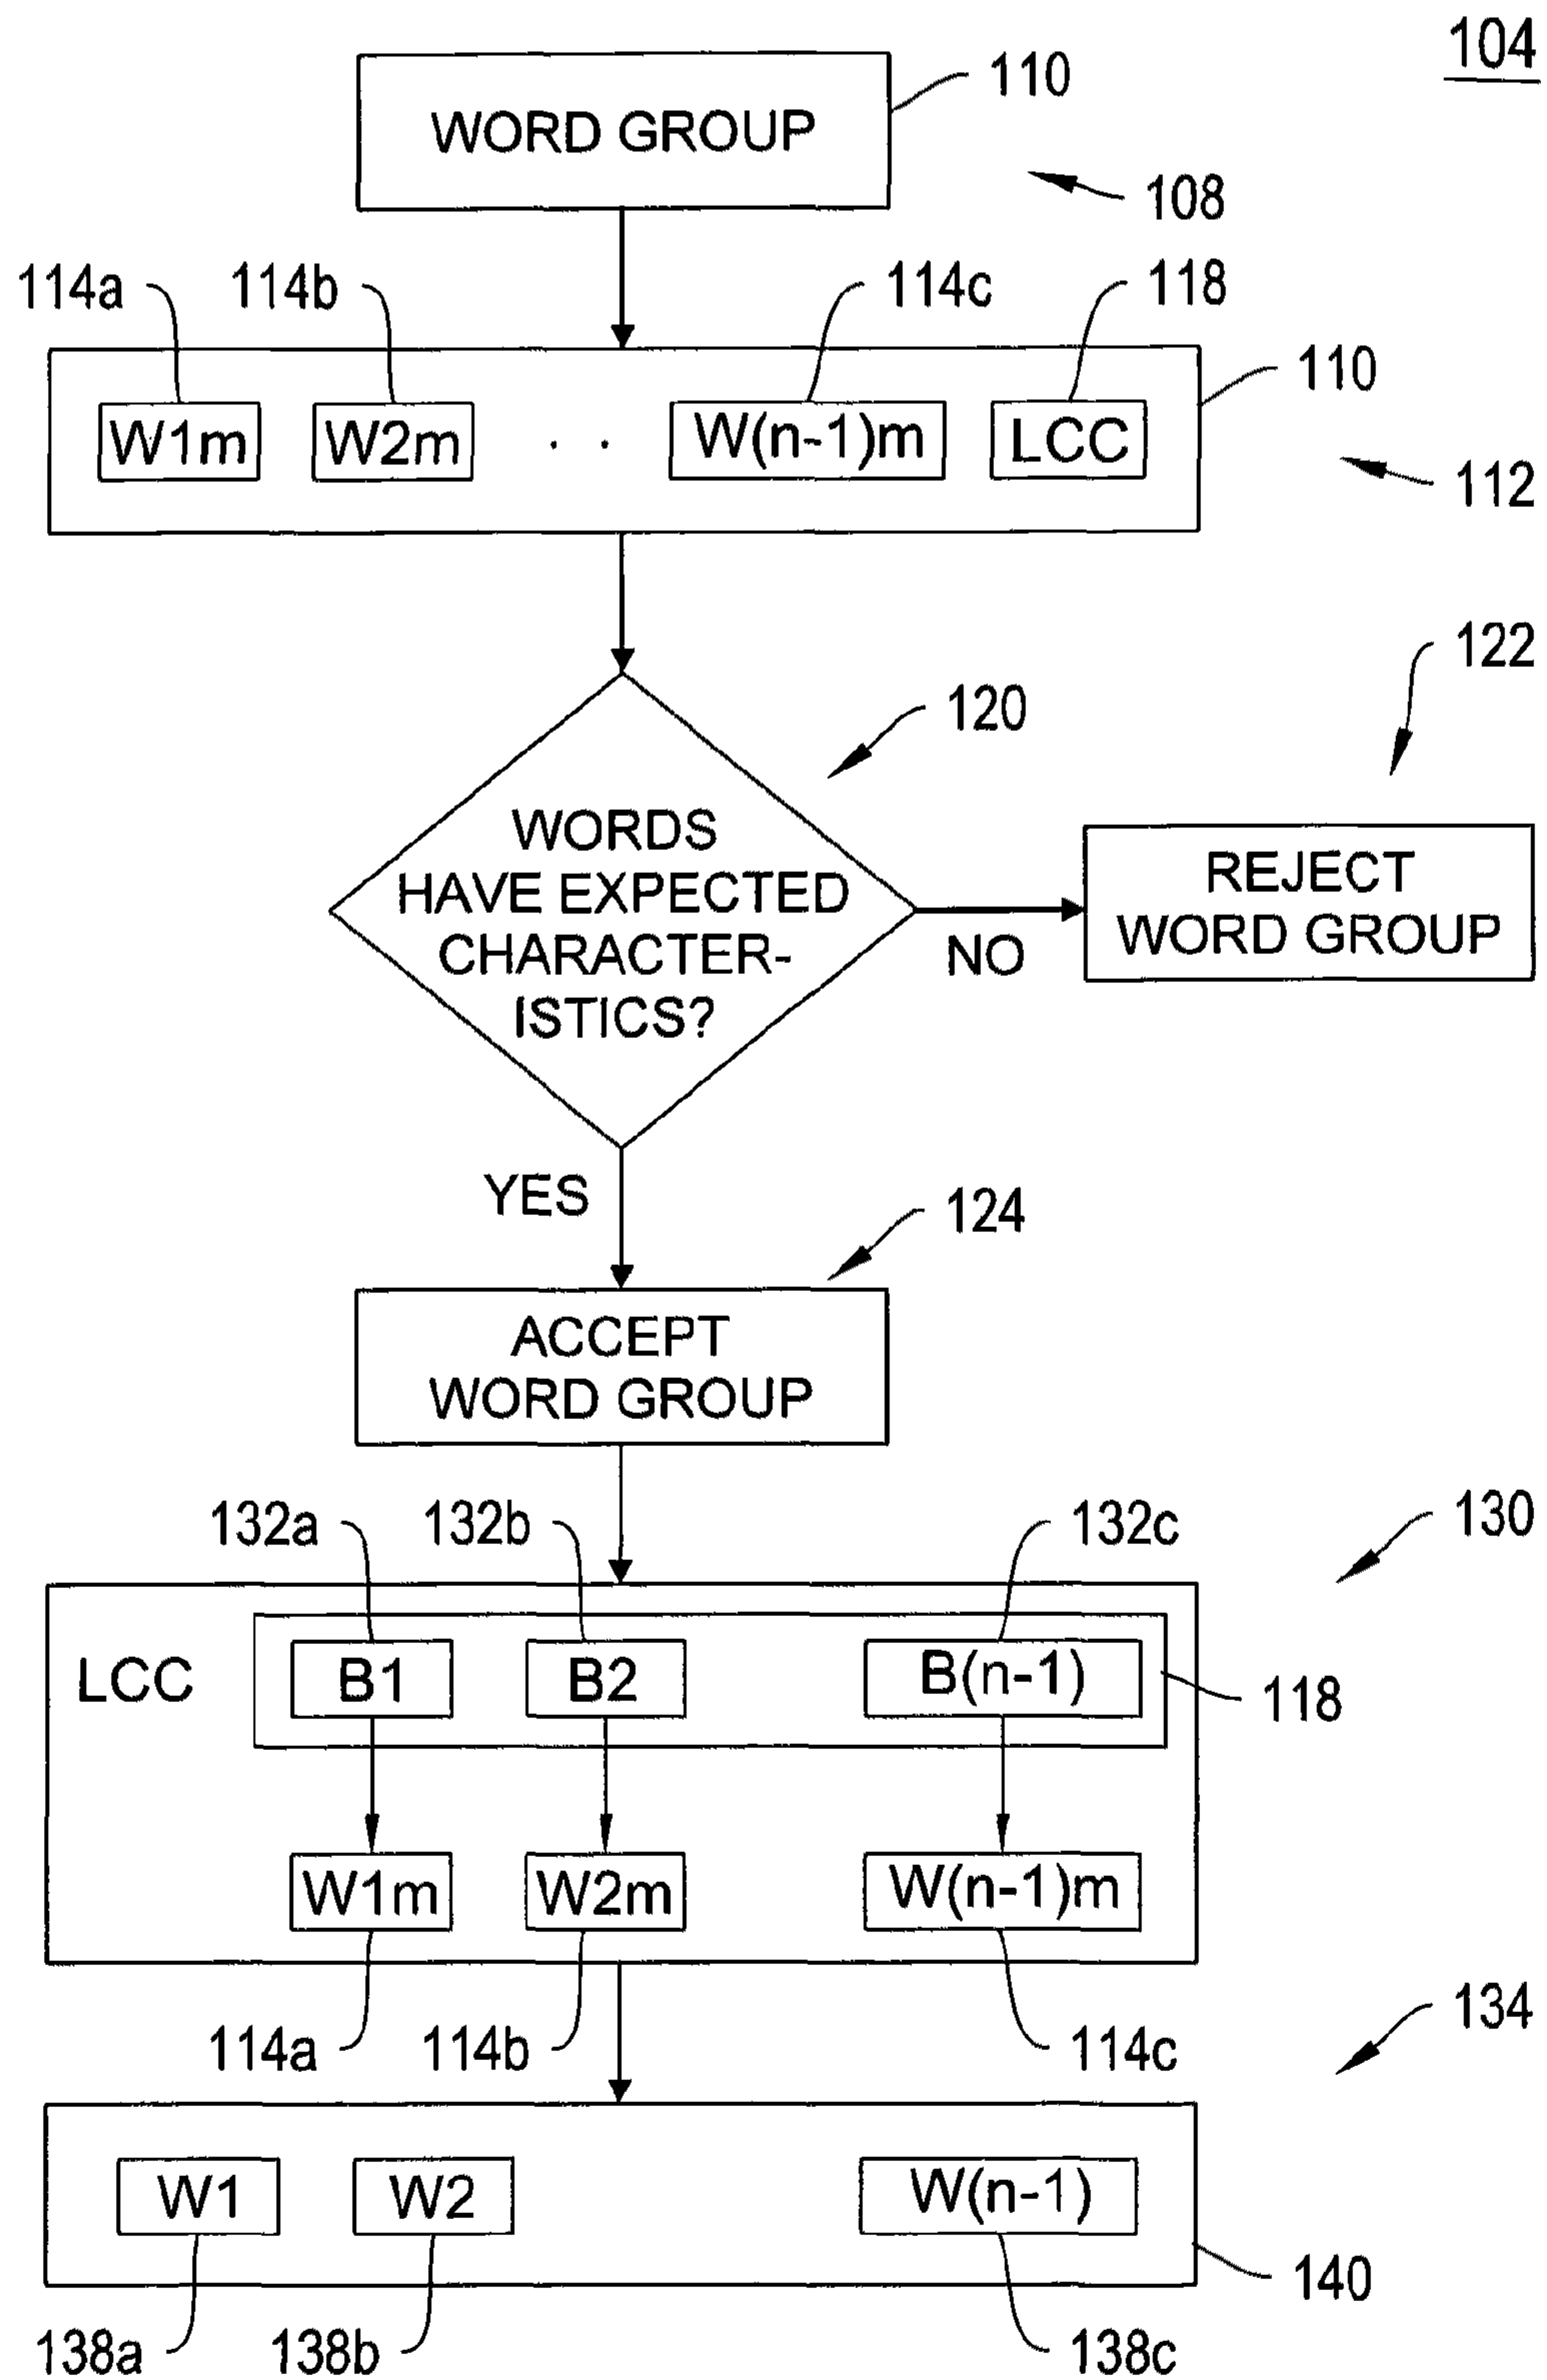 104
110
WORD GROUP
108
114a 114b 114c 118
110
W1m W2m . . W(n-1)m LCC
112
122
120
WORDS
HAVE EXPECTED
CHARACTER-
ISTICS?
NO
REJECT
WORD GROUP
YES
124
ACCEPT
WORD GROUP
132a 132b 132c 130
LCC B1 B2 B(n-1)
118
W1m W2m W(n-1)m
134
114a 114b 114c
W1 W2 W(n-1)
140
138a 138b 138c